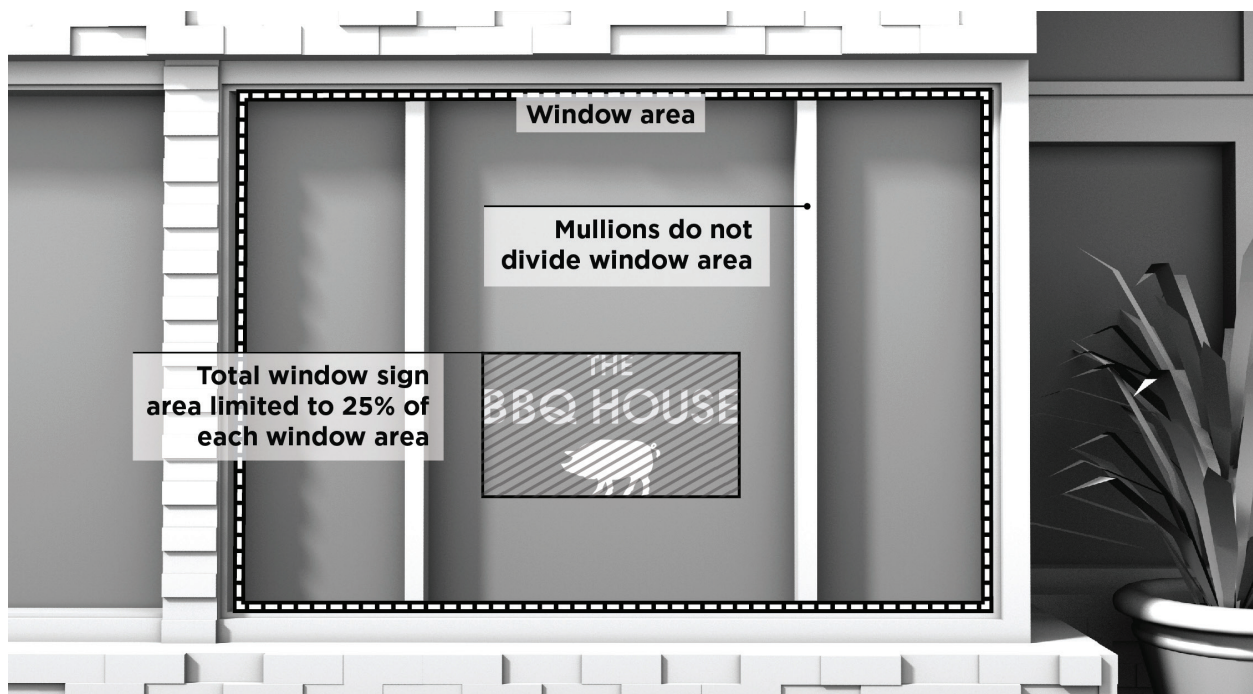 Window area
Mullions do not
divide window area
Total window sign
area limited to 25% of
each window area
THE
BBQ HOUSE